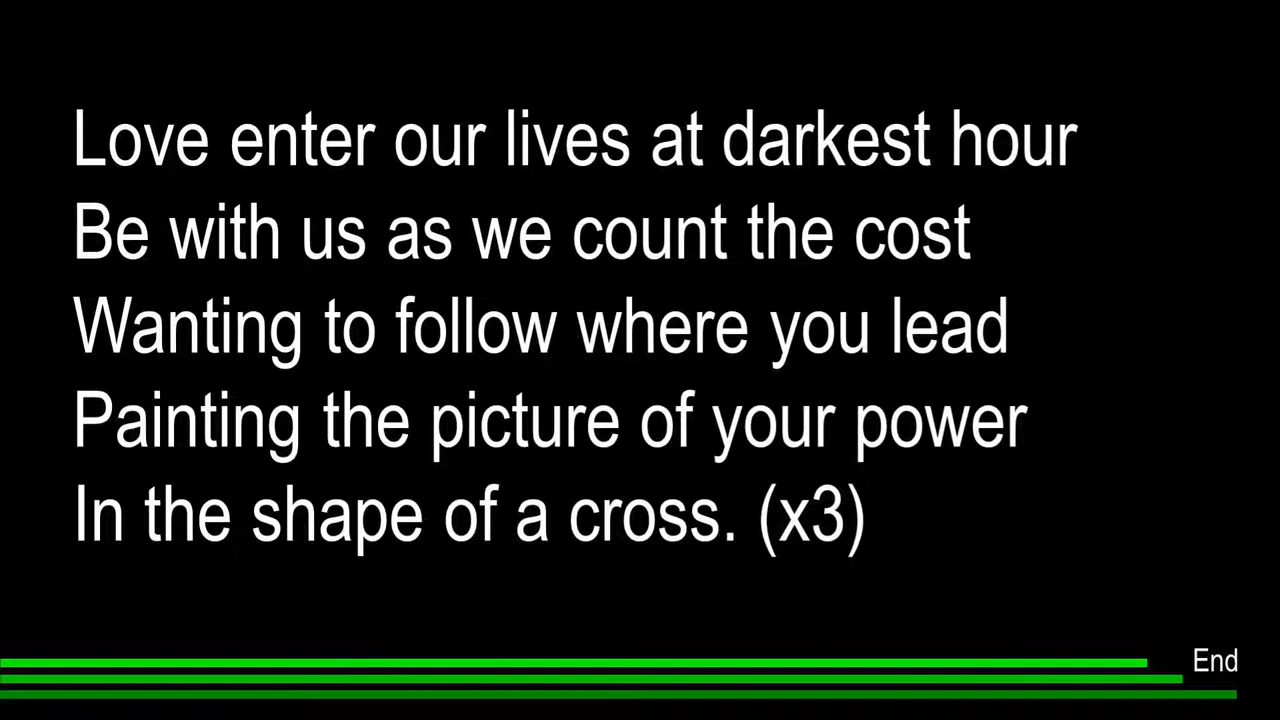 Love enter our lives at darkest hour
Be with us as we count the cost
Wanting to follow where you lead
Painting the picture of your power
In the shape of a cross. (x3)
End